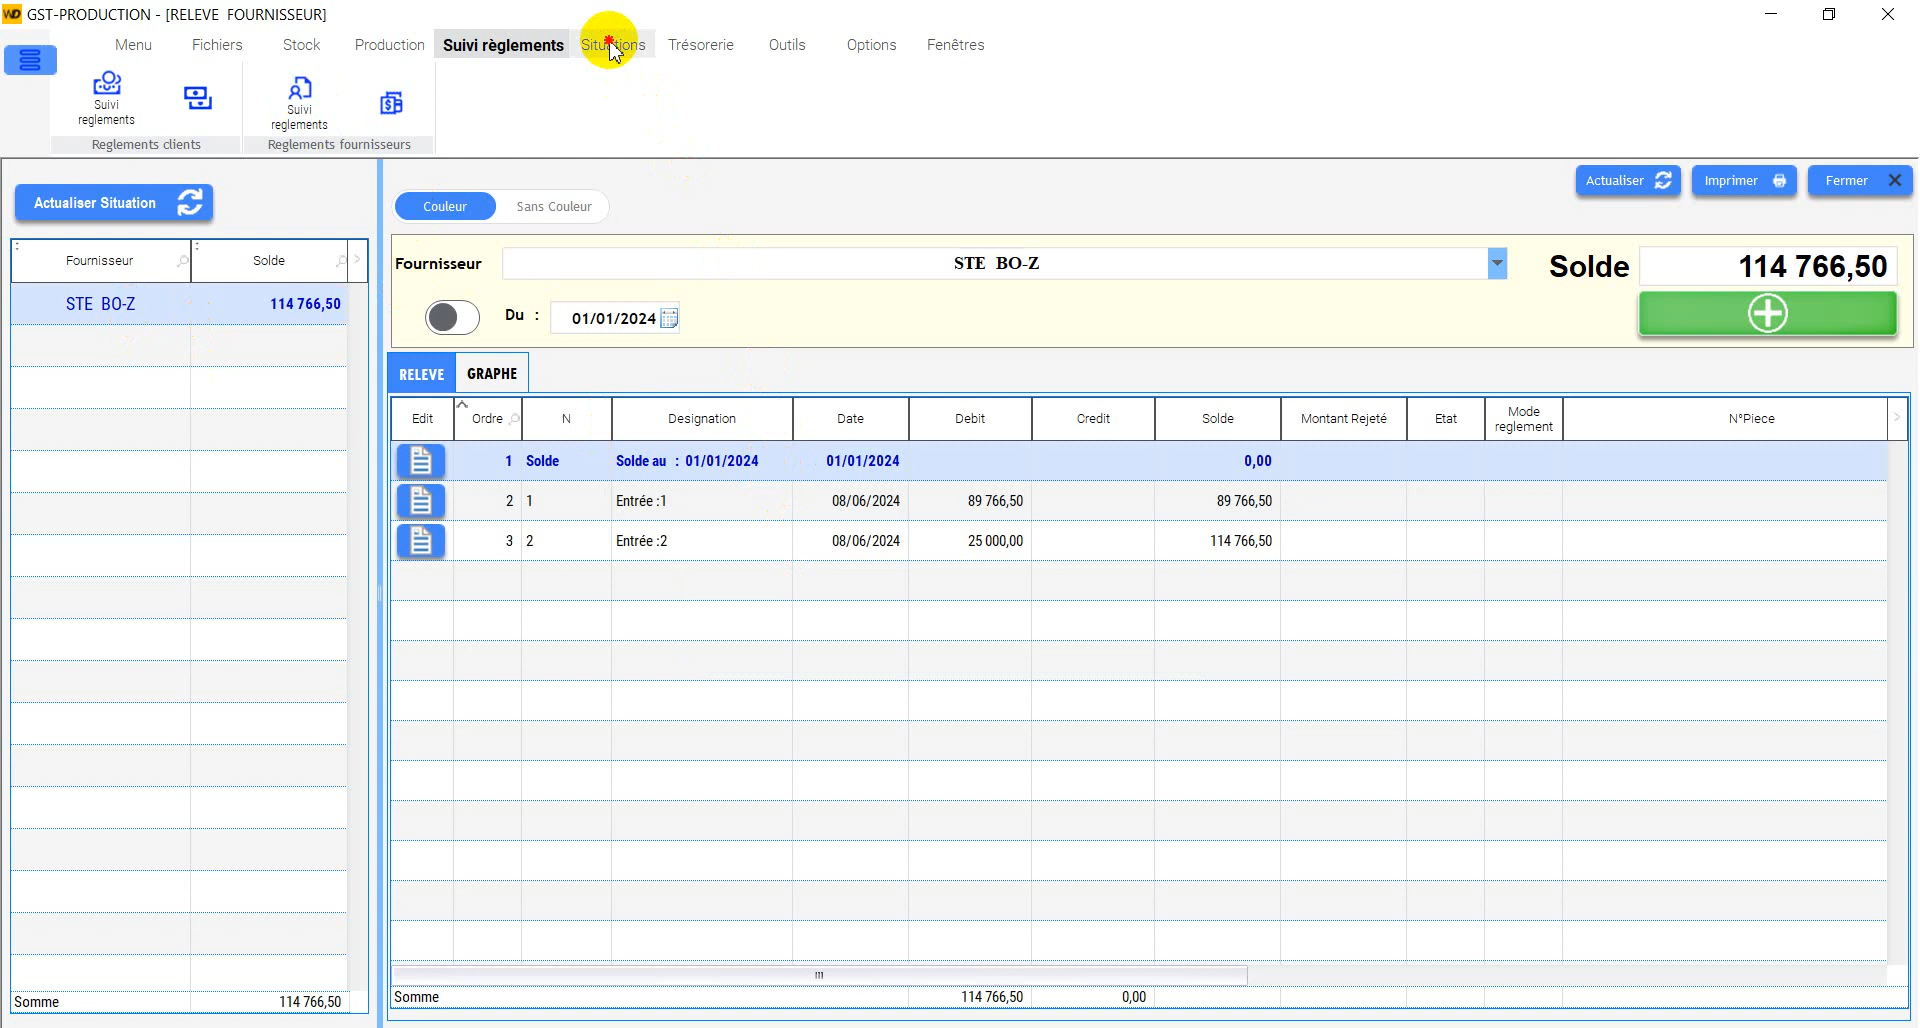 WD GST-PRODUCTION - [RELEVE FOURNISSEUR]
Menu Fichiers Stock Production Suivi règlements Situations Trésorerie Outils Options Fenêtres
Suivi reglements
Suivi reglements
Reglements clients Reglements fournisseurs
Actualiser Imprimer Fermer
Actualiser Situation
Couleur Sans Couleur
Fournisseur Solde
STE BO-Z 114 766,50
Somme 114 766,50
Fournisseur STE BO-Z Solde 114 766,50
Du : 01/01/2024
RELEVE GRAPHE
Edit Ordre N Designation Date Debit Credit Solde Montant Rejeté Etat Mode reglement N°Piece
1 Solde Solde au : 01/01/2024 01/01/2024 0,00
2 1 Entrée :1 08/06/2024 89 766,50 89 766,50
3 2 Entrée :2 08/06/2024 25 000,00 114 766,50
Somme 114 766,50 0,00